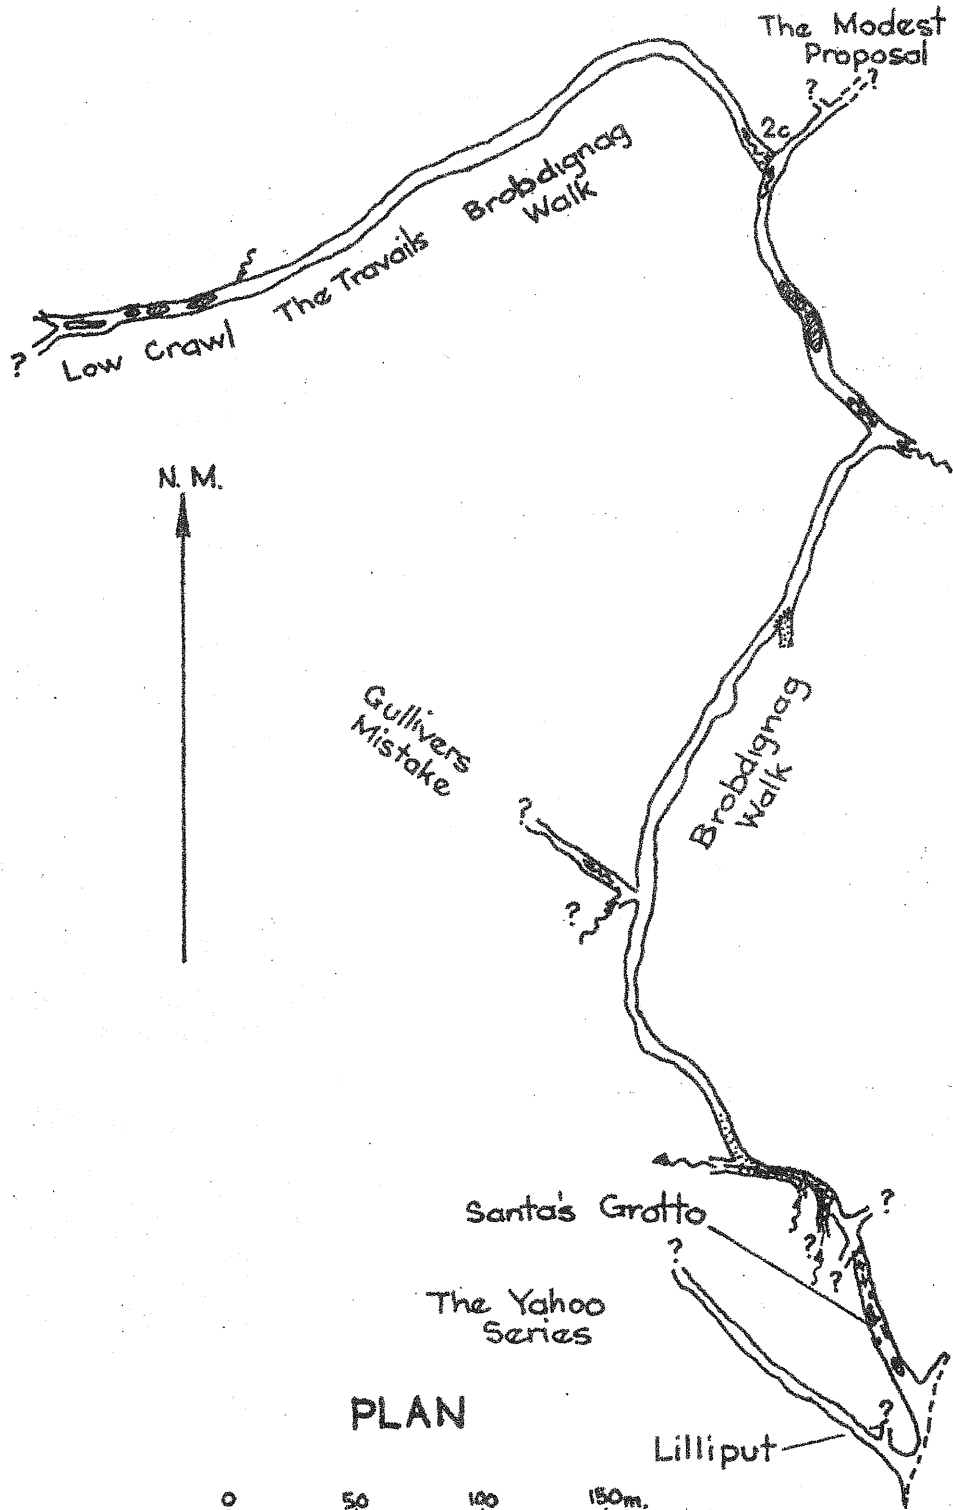 The Modest
Proposal
?
?
2c
Brobdignag
Walk
The Travails
Low Crawl
?
N. M.
Gullivers
Mistake
Brobdignag
Walk
?
?
Santa's Grotto
?
?
?
?
The Yahoo
Series
PLAN
?
Lilliput
0 50 100 150m.